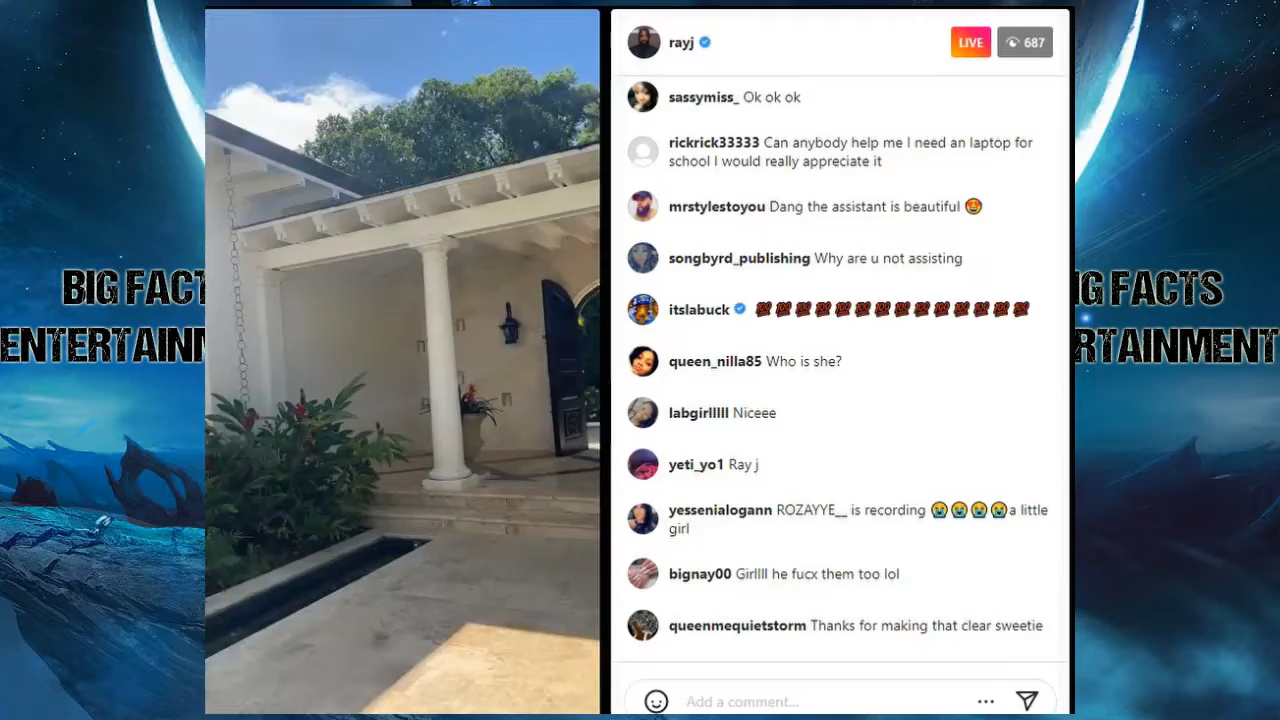 rayj
LIVE
687
sassymiss_ Ok ok ok
rickrick33333 Can anybody help me I need an laptop for
school I would really appreciate it
mrstylestoyou Dang the assistant is beautiful 🤩
songbyrd_publishing Why are u not assisting
itslabuck 💯💯💯💯💯💯💯💯💯💯💯💯💯💯
queen_nilla85 Who is she?
labgirlllll Niceee
yeti_yo1 Ray j
yessenialogann ROZAYYE__ is recording 😭😭😭😭a little
girl
bignay00 Girllll he fucx them too lol
queenmequietstorm Thanks for making that clear sweetie
Add a comment...
BIG FACT
ENTERTAINM
IG FACTS
RTAINMENT